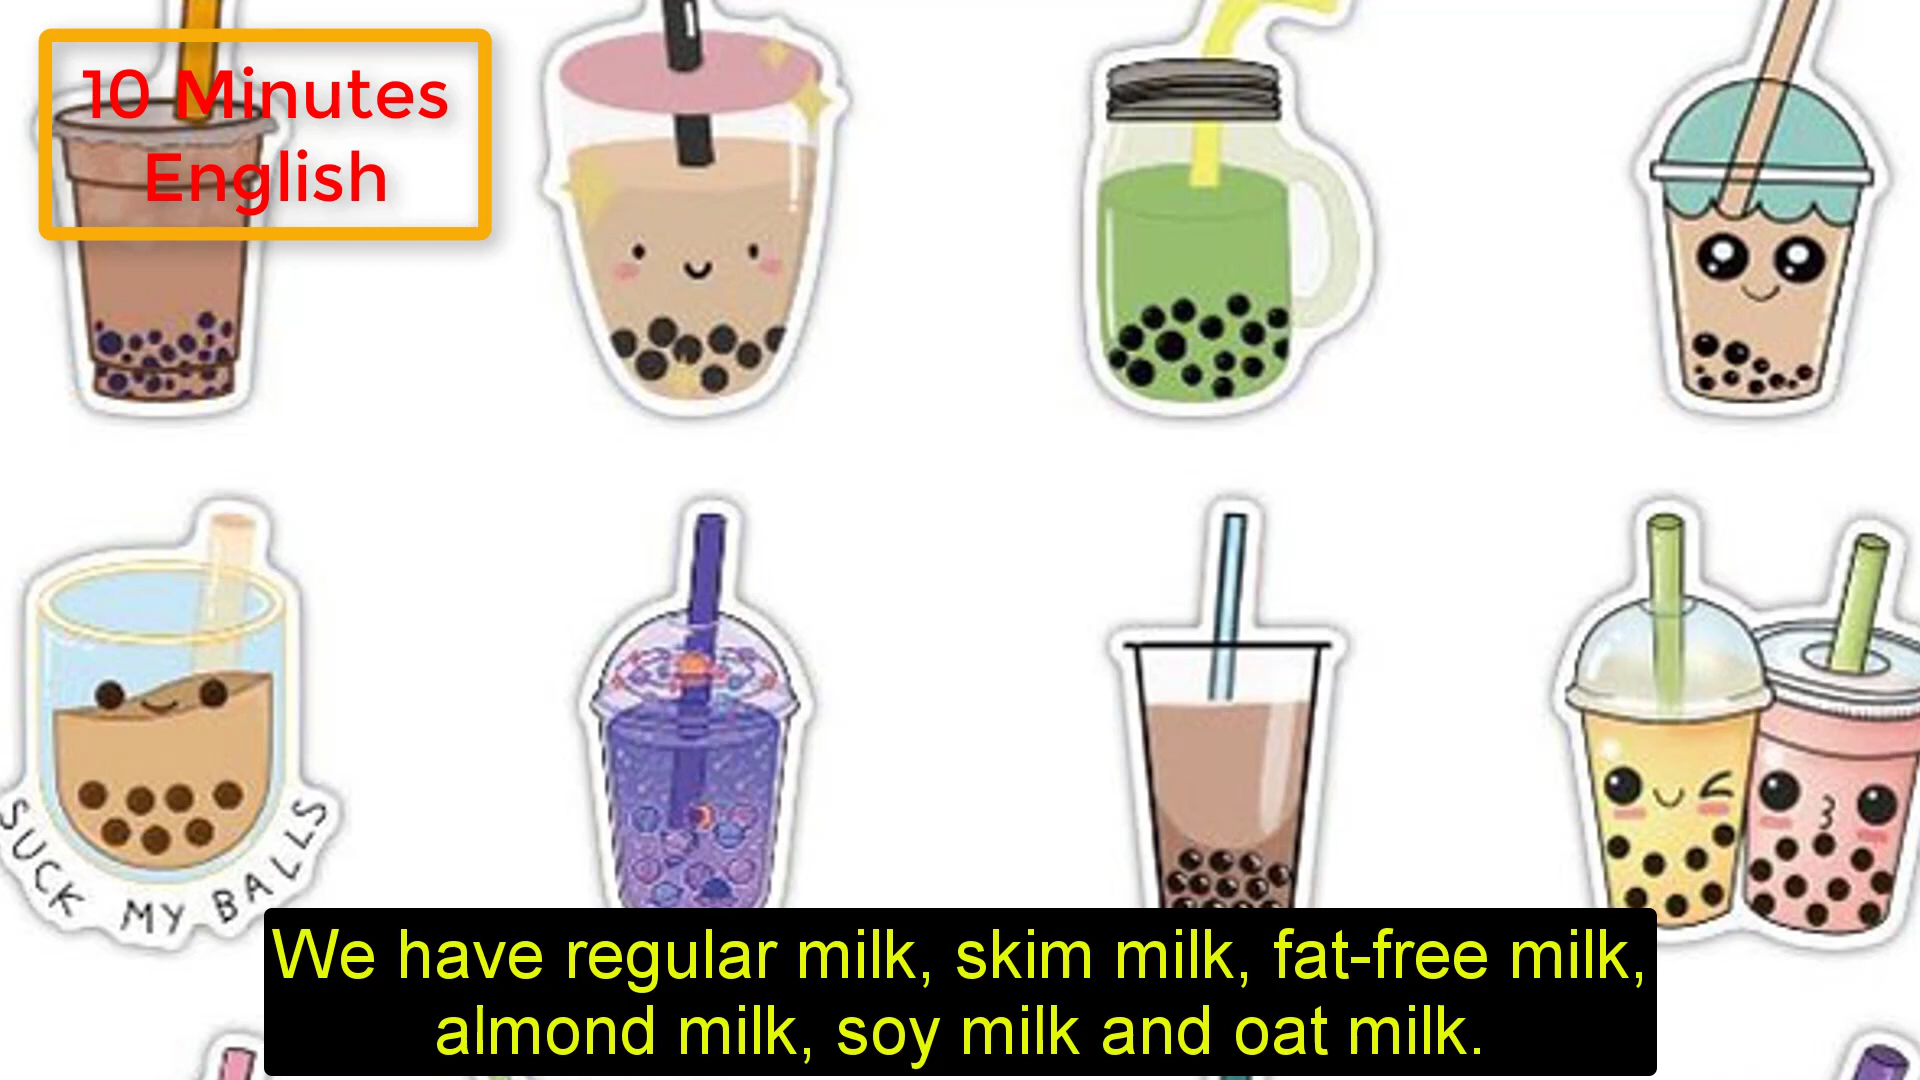 10 Minutes
English
SUCK MY BALLS
We have regular milk, skim milk, fat-free milk,
almond milk, soy milk and oat milk.